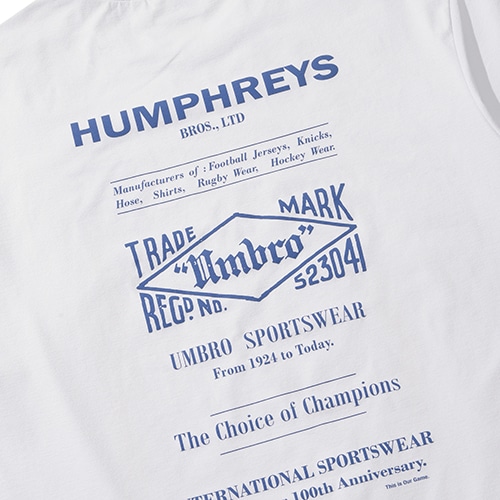 HUMPHREYS
BROS., LTD
Manufacturers of : Football Jerseys, Knicks,
Hose, Shirts, Rugby Wear, Hockey Wear.
TRADE MARK
"Umbro"
REGD. NO. 523041
UMBRO SPORTSWEAR
From 1924 to Today.
The Choice of Champions
INTERNATIONAL SPORTSWEAR
100th Anniversary.
This is Our Game.